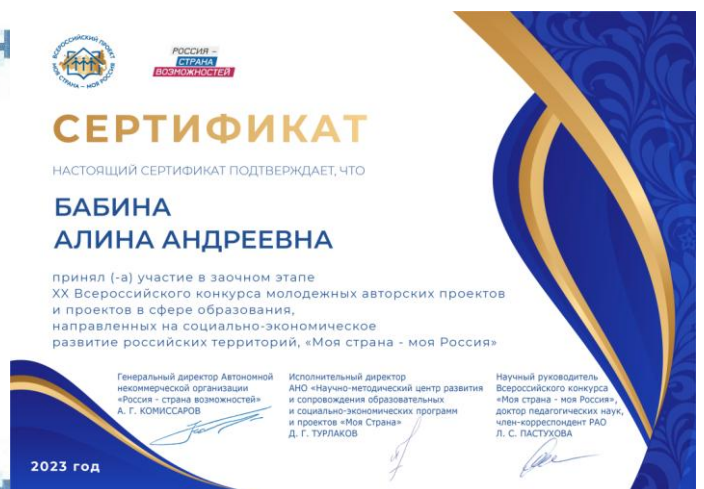 ВСЕРОССИЙСКИЙ ПРОЕКТ
МОЯ СТРАНА – МОЯ РОССИЯ
РОССИЯ –
СТРАНА
ВОЗМОЖНОСТЕЙ
СЕРТИФИКАТ
НАСТОЯЩИЙ СЕРТИФИКАТ ПОДТВЕРЖДАЕТ, ЧТО
БАБИНА
АЛИНА АНДРЕЕВНА
принял (-а) участие в заочном этапе
XX Всероссийского конкурса молодежных авторских проектов
и проектов в сфере образования,
направленных на социально-экономическое
развитие российских территорий, «Моя страна - моя Россия»
Генеральный директор Автономной
некоммерческой организации
«Россия - страна возможностей»
А. Г. КОМИССАРОВ
Исполнительный директор
АНО «Научно-методический центр развития
и сопровождения образовательных
и социально-экономических программ
и проектов «Моя Страна»
Д. Г. ТУРЛАКОВ
Научный руководитель
Всероссийского конкурса
«Моя страна - моя Россия»,
доктор педагогических наук,
член-корреспондент РАО
Л. С. ПАСТУХОВА
2023 год